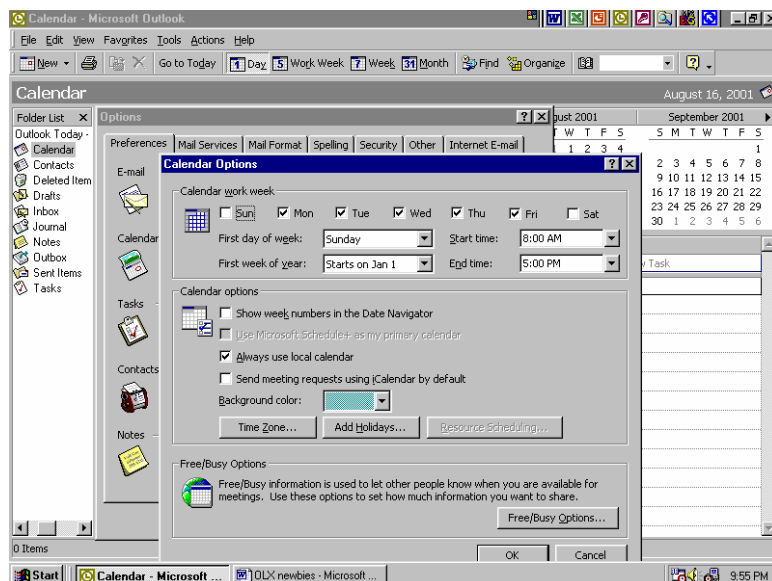 Calendar - Microsoft Outlook
File Edit View Favorites Tools Actions Help
New Go to Today 1 Day 5 Work Week 7 Week 31 Month Find Organize
Calendar August 16, 2001
Folder List
Outlook Today -
Calendar
Contacts
Deleted Item
Drafts
Inbox
Journal
Notes
Outbox
Sent Items
Tasks
Options
Preferences Mail Services Mail Format Spelling Security Other Internet E-mail
E-mail
Calendar
Tasks
Contacts
Notes
Calendar Options
Calendar work week
Sun Mon Tue Wed Thu Fri Sat
First day of week: Sunday Start time: 8:00 AM
First week of year: Starts on Jan 1 End time: 5:00 PM
Calendar options
Show week numbers in the Date Navigator
Use Microsoft Schedule+ as my primary calendar
Always use local calendar
Send meeting requests using iCalendar by default
Background color:
Time Zone... Add Holidays... Resource Scheduling...
Free/Busy Options
Free/Busy information is used to let other people know when you are available for
meetings. Use these options to set how much information you want to share.
Free/Busy Options...
OK Cancel
gust 2001 September 2001
T W T F S S M T W T F S
1 2 3 4 1
2 3 4 5 6 7 8
9 10 11 12 13 14 15
16 17 18 19 20 21 22
23 24 25 26 27 28 29
30 1 2 3 4 5 6
Task
0 Items
Start Calendar - Microsoft ... OLX newbies - Microsoft ... 9:55 PM